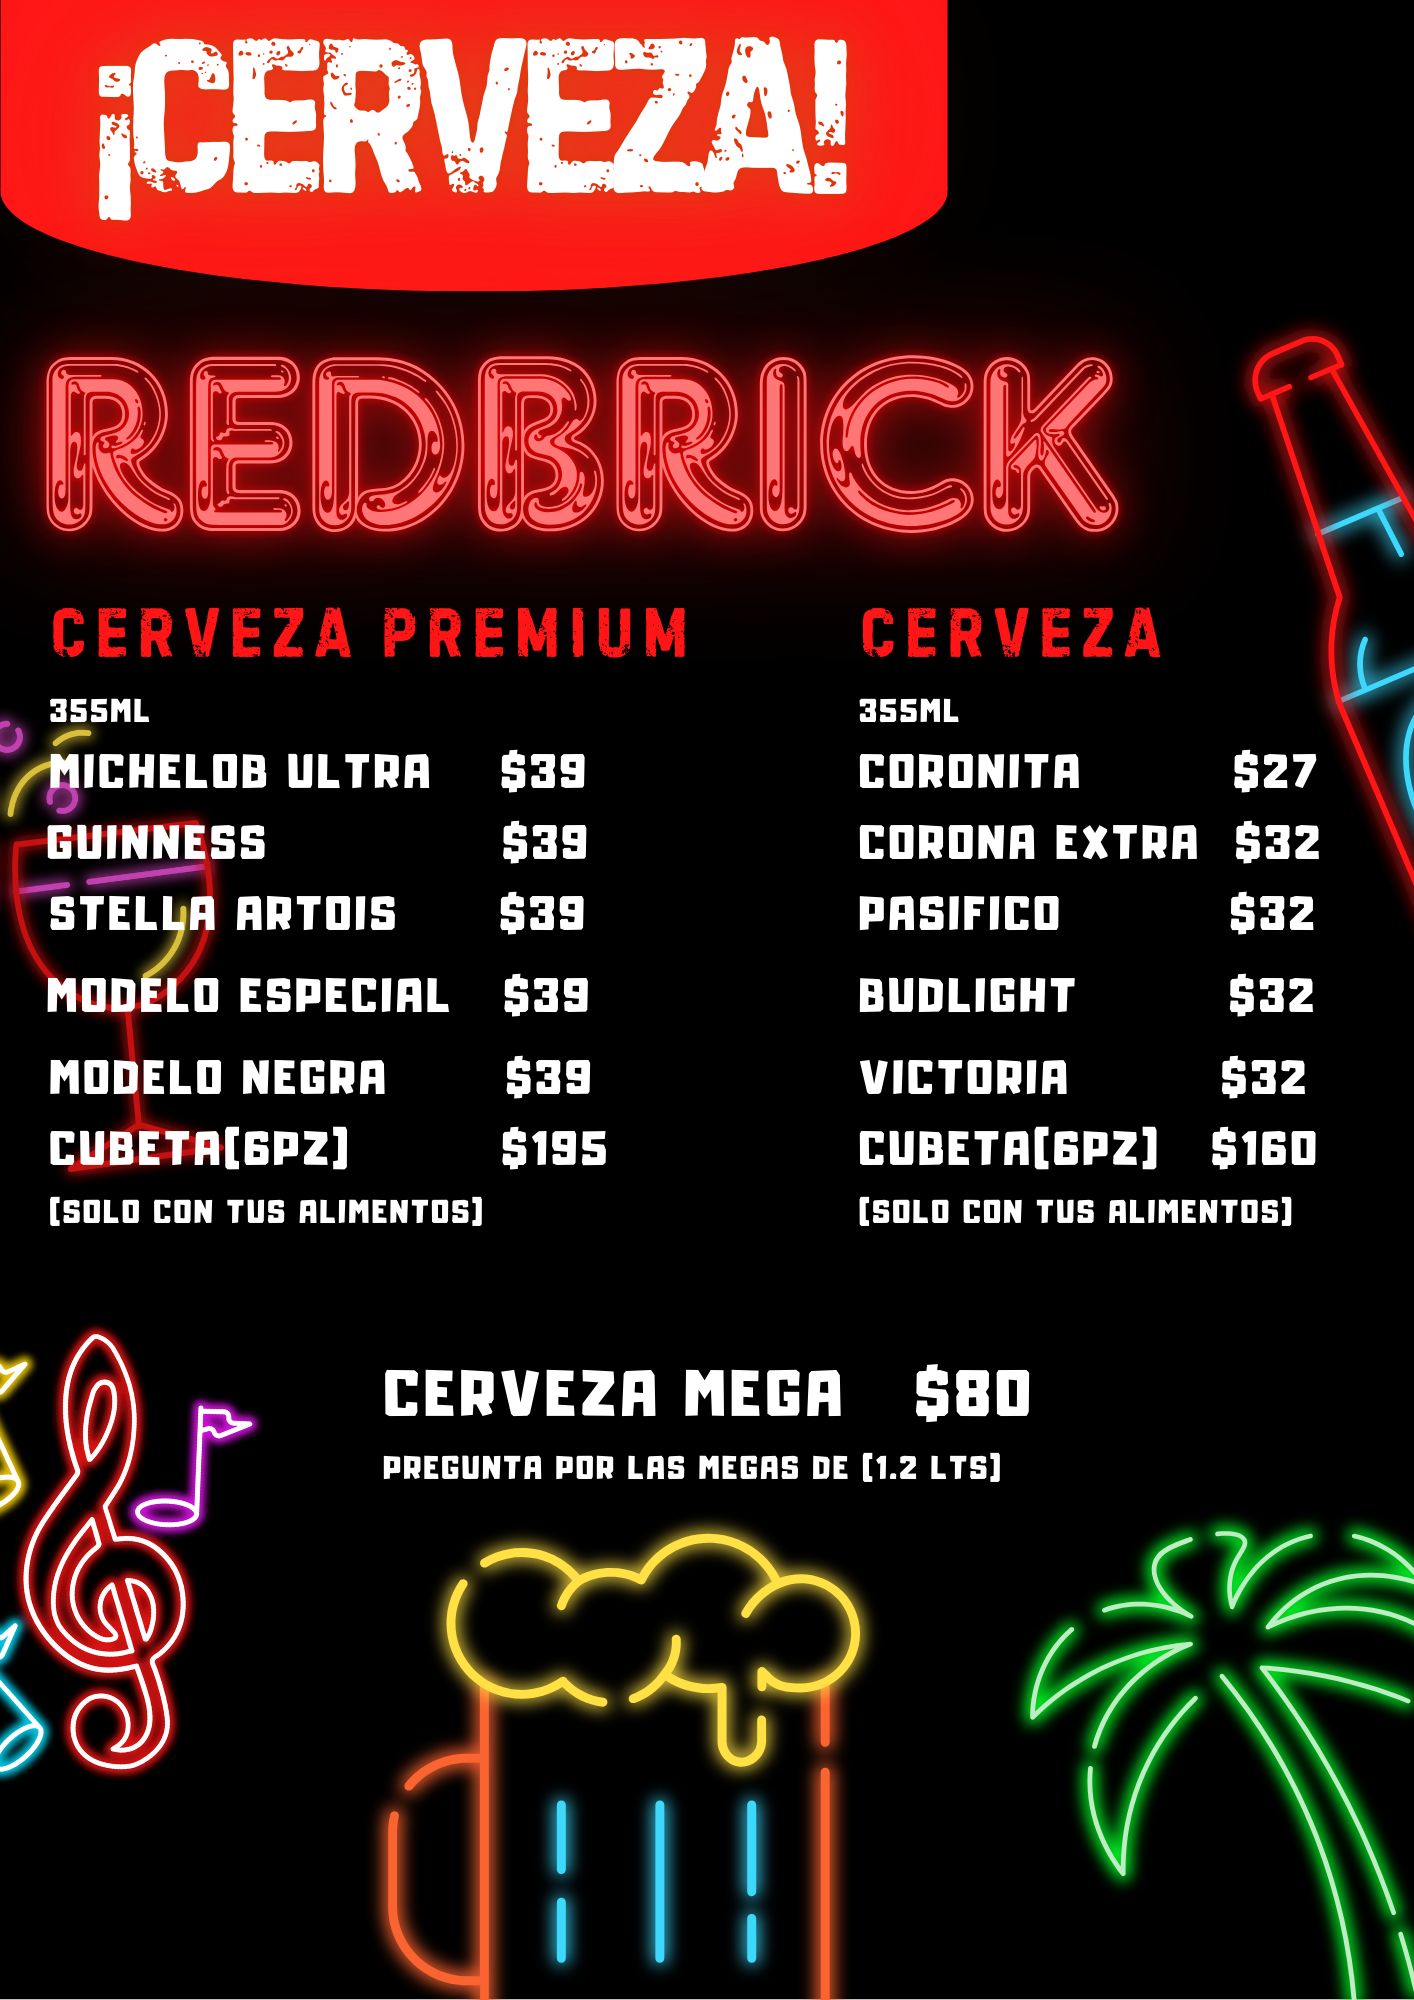 ¡CERVEZA!
REDBRICK
CERVEZA PREMIUM
355ML
MICHELOB ULTRA $39
GUINNESS $39
STELLA ARTOIS $39
MODELO ESPECIAL $39
MODELO NEGRA $39
CUBETA[6PZ] $195
[SOLO CON TUS ALIMENTOS]
CERVEZA
355ML
CORONITA $27
CORONA EXTRA $32
PASIFICO $32
BUDLIGHT $32
VICTORIA $32
CUBETA[6PZ] $160
[SOLO CON TUS ALIMENTOS]
CERVEZA MEGA $80
PREGUNTA POR LAS MEGAS DE [1.2 LTS]